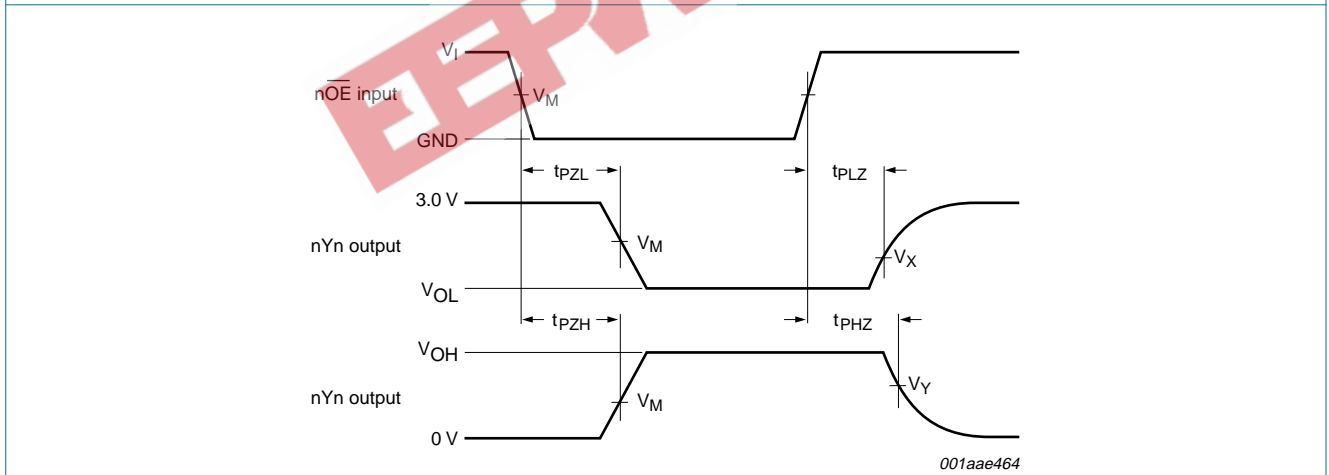 VI
nOE input
VM
GND
tPZL
tPLZ
3.0 V
nYn output
VM
VX
VOL
tPZH
tPHZ
VOH
nYn output
VM
VY
0 V
001aae464